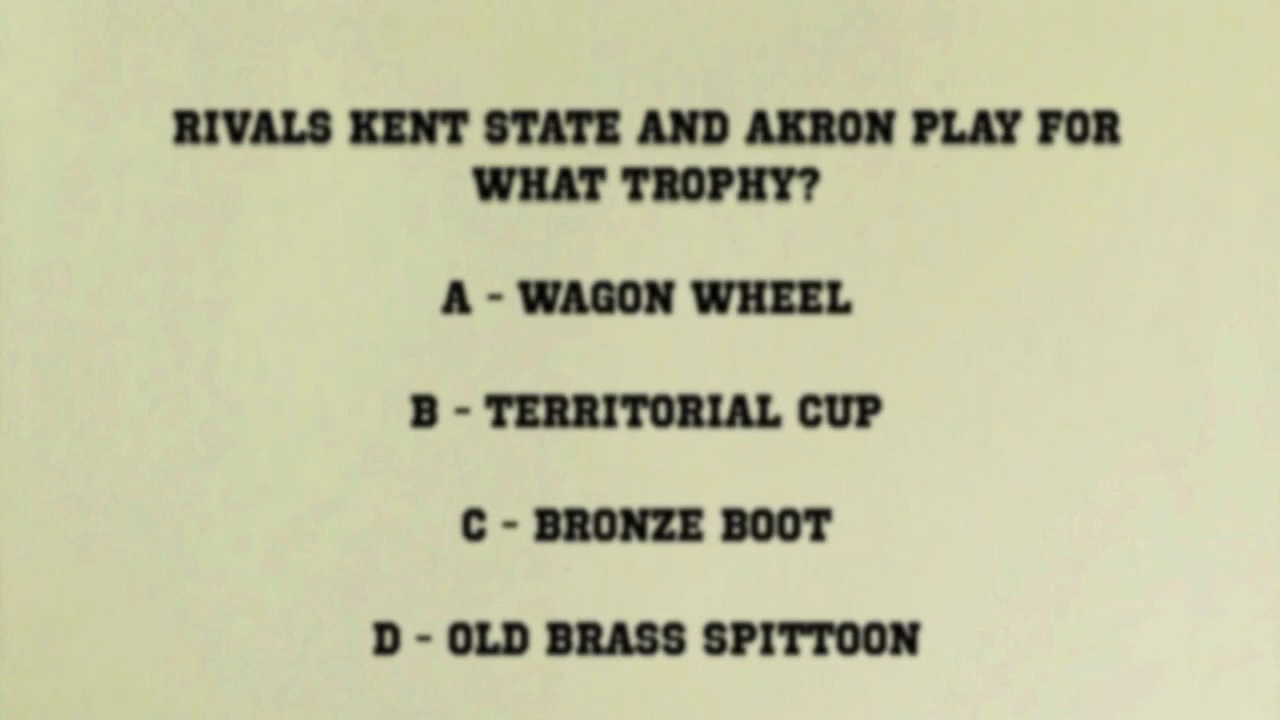 RIVALS KENT STATE AND AKRON PLAY FOR
WHAT TROPHY?
A - WAGON WHEEL
B - TERRITORIAL CUP
C - BRONZE BOOT
D - OLD BRASS SPITTOON